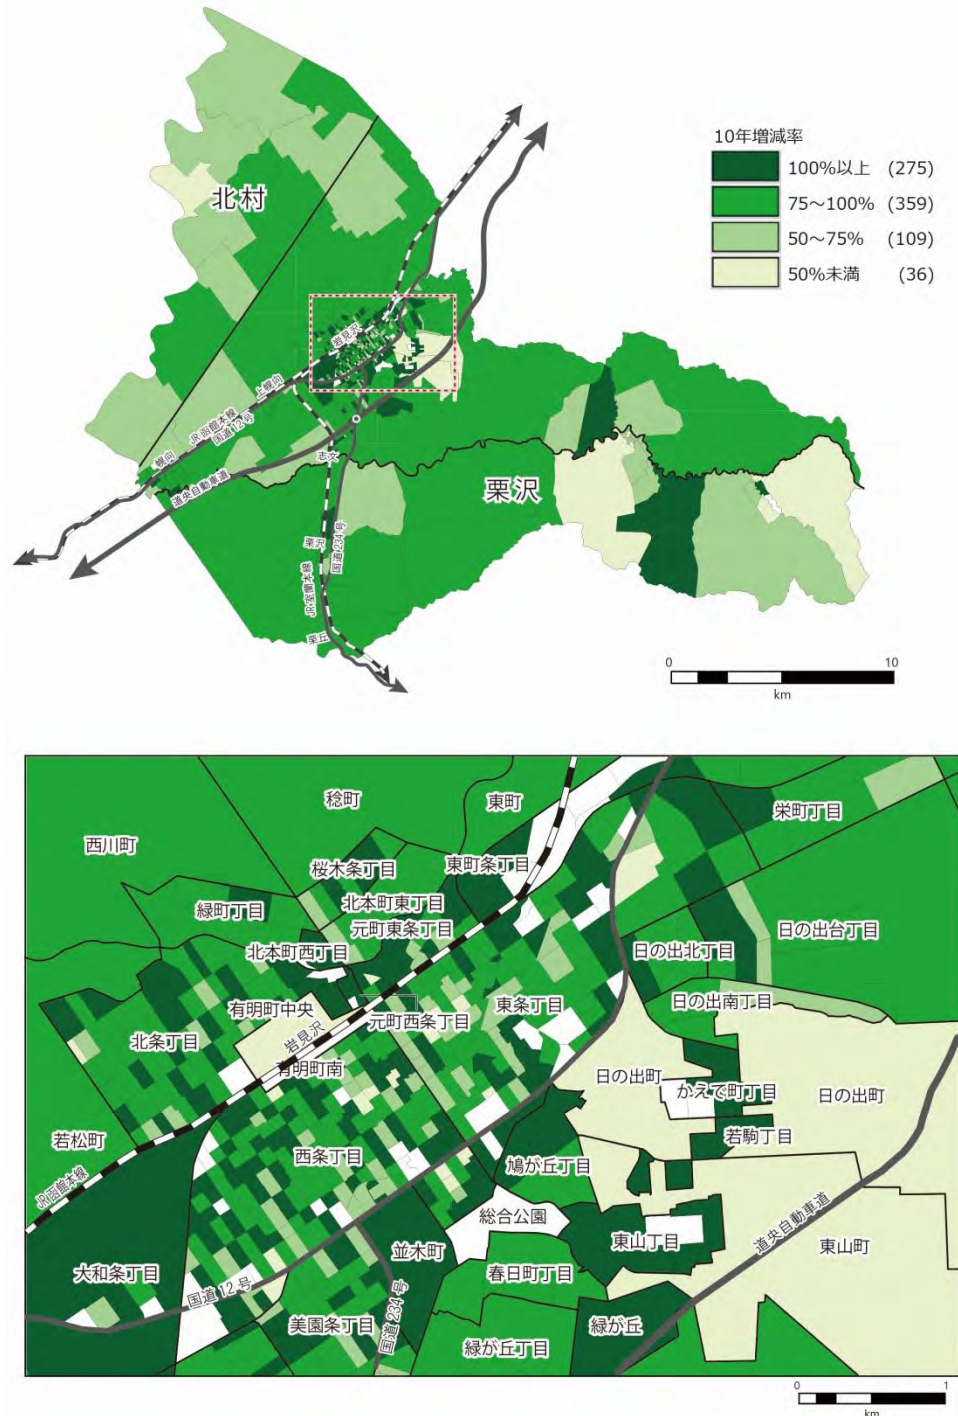 10年増減率
100%以上 (275)
75～100% (359)
50～75% (109)
50%未満 (36)
北村
岩見沢
上幌向
JR函館本線
国道12号
幌向
道央自動車道
志文
栗沢
栗沢
国道234号
JR室蘭本線
栗丘
0 10
km
稔町
東町
西川町
栄町丁目
桜木条丁目
東町条丁目
緑町丁目
北本町東丁目
元町東条丁目
日の出台丁目
北本町西丁目
日の出北丁目
有明町中央
東条丁目
日の出南丁目
元町西条丁目
北条丁目
岩見沢
有明町南
日の出町
かえで町丁目
日の出町
若松町
若駒丁目
西条丁目
鳩が丘丁目
JR函館本線
総合公園
東山丁目
道央自動車道
東山町
並木町
大和条丁目
春日町丁目
国道12号
美園条丁目
国道234号
緑が丘丁目
緑が丘
0 1
km